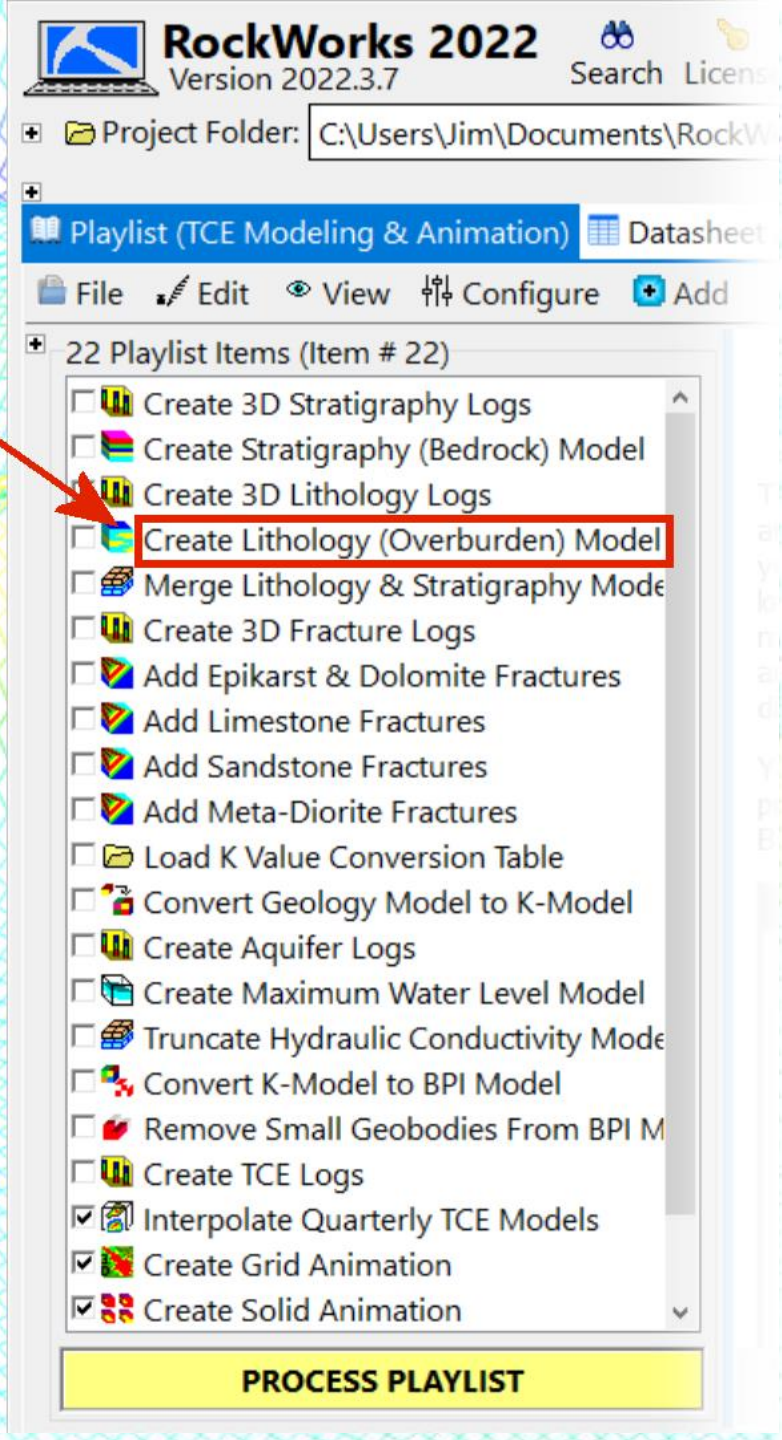 RockWorks 2022
Version 2022.3.7
Search Licens
Project Folder: C:\Users\Jim\Documents\RockW
Playlist (TCE Modeling & Animation) Datasheet
File Edit View Configure Add
22 Playlist Items (Item # 22)
Create 3D Stratigraphy Logs
Create Stratigraphy (Bedrock) Model
Create 3D Lithology Logs
Create Lithology (Overburden) Model
Merge Lithology & Stratigraphy Mode
Create 3D Fracture Logs
Add Epikarst & Dolomite Fractures
Add Limestone Fractures
Add Sandstone Fractures
Add Meta-Diorite Fractures
Load K Value Conversion Table
Convert Geology Model to K-Model
Create Aquifer Logs
Create Maximum Water Level Model
Truncate Hydraulic Conductivity Mode
Convert K-Model to BPI Model
Remove Small Geobodies From BPI M
Create TCE Logs
Interpolate Quarterly TCE Models
Create Grid Animation
Create Solid Animation
PROCESS PLAYLIST